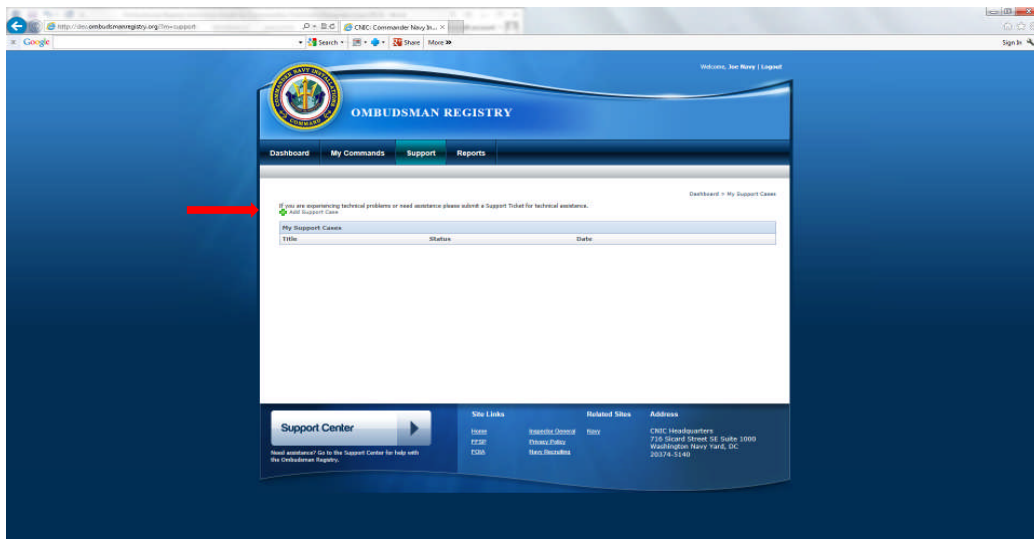 http://dev.ombudsmanregistry.org/?m=support
CNIC: Commander Navy In...
Google
Search
Share
More »
Sign In
Welcome, Joe Navy | Logout
OMBUDSMAN REGISTRY
Dashboard My Commands Support Reports
Dashboard > My Support Cases
If you are experiencing technical problems or need assistance please submit a Support Ticket for technical assistance.
Add Support Case
My Support Cases
Title Status Date
Support Center
Need assistance? Go to the Support Center for help with
the Ombudsman Registry.
Site Links
Home
FFSP
FOIA
Inspector General
Privacy Policy
Navy Recruiting
Related Sites
Navy
Address
CNIC Headquarters
716 Sicard Street SE Suite 1000
Washington Navy Yard, DC
20374-5140